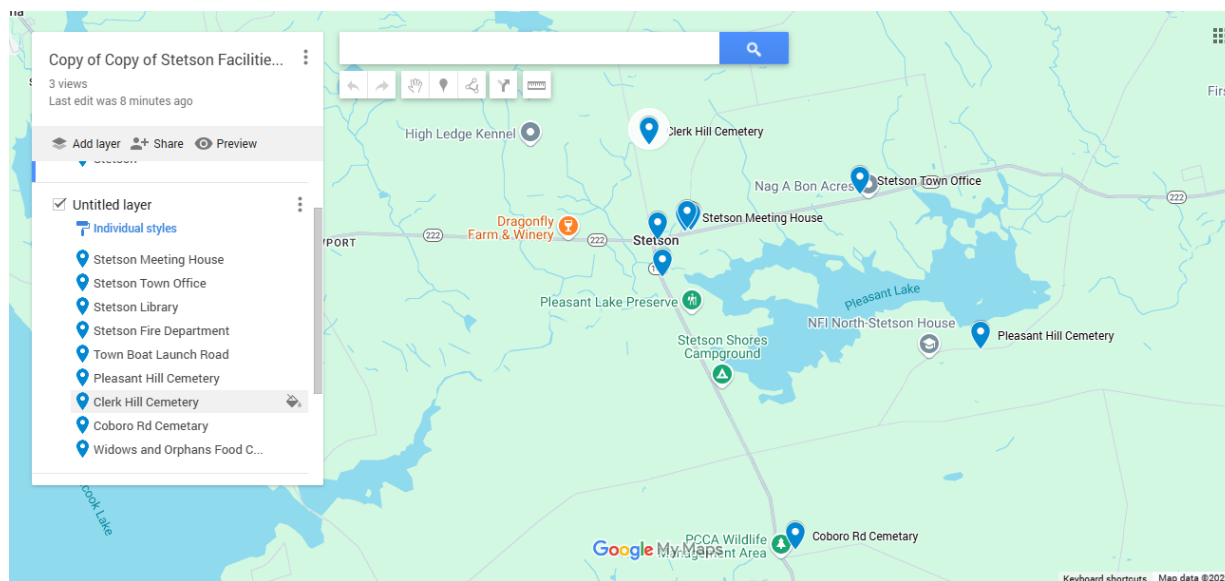 Copy of Copy of Stetson Facilitie...
3 views
Last edit was 8 minutes ago
Add layer
Share
Preview
Stetson
Untitled layer
Individual styles
Stetson Meeting House
Stetson Town Office
Stetson Library
Stetson Fire Department
Town Boat Launch Road
Pleasant Hill Cemetery
Clerk Hill Cemetery
Coboro Rd Cemetary
Widows and Orphans Food C...
High Ledge Kennel
Clerk Hill Cemetery
Nag A Bon Acres
Stetson Town Office
222
222
Stetson Meeting House
Dragonfly
Farm & Winery
222
222
Stetson
Pleasant Lake Preserve
Pleasant Lake
NFI North-Stetson House
Pleasant Hill Cemetery
Stetson Shores
Campground
Coboro Rd Cemetary
PCCA Wildlife
Management Area
Google My Maps
Keyboard shortcuts
Map data ©202